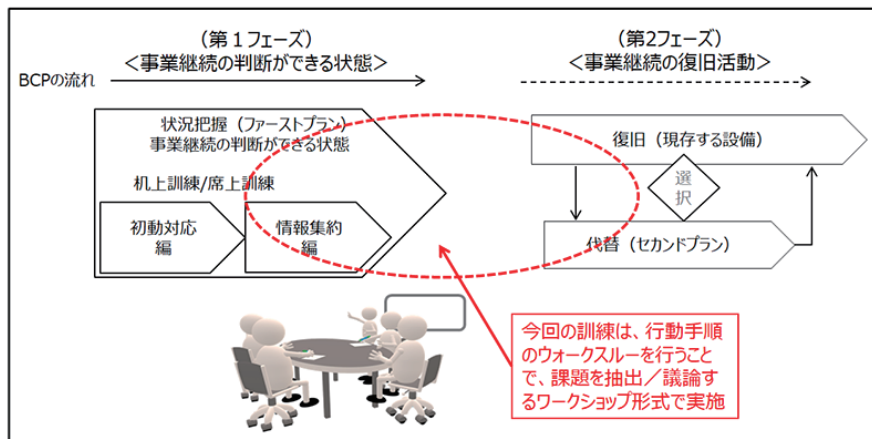 (第1フェーズ)
<事業継続の判断ができる状態>
(第2フェーズ)
<事業継続の復旧活動>
BCPの流れ
状況把握(ファーストプラン)
事業継続の判断ができる状態
机上訓練/席上訓練
初動対応
編
情報集約
編
復旧(現存する設備)
選
択
代替(セカンドプラン)
今回の訓練は、行動手順
のウォークスルーを行うこと
で、課題を抽出/議論す
るワークショップ形式で実施